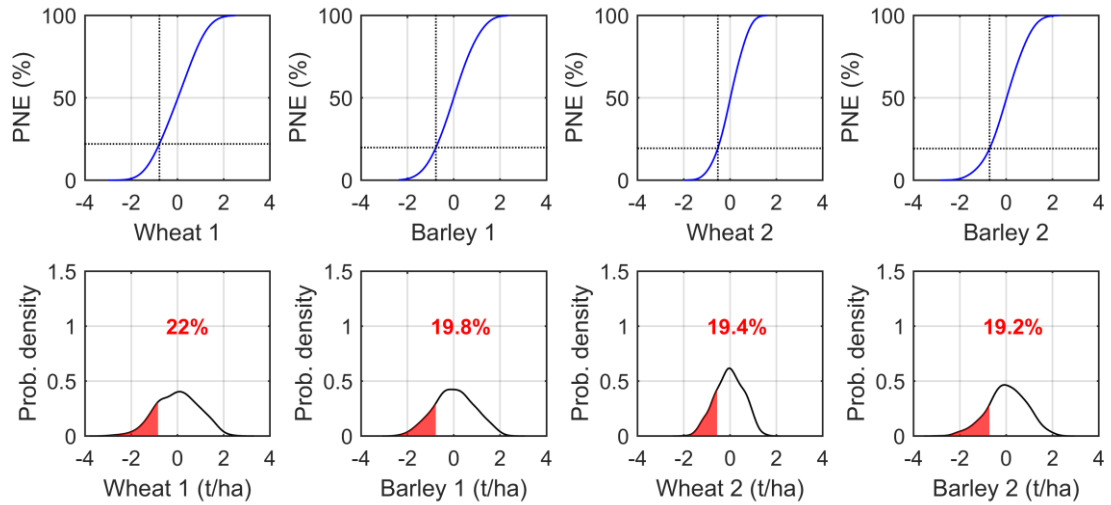 PNE (%)
100
50
0
-4 -2 0 2 4
Wheat 1
PNE (%)
100
50
0
-4 -2 0 2 4
Barley 1
PNE (%)
100
50
0
-4 -2 0 2 4
Wheat 2
PNE (%)
100
50
0
-4 -2 0 2 4
Barley 2
Prob. density
1.5
1
0.5
0
22%
-4 -2 0 2 4
Wheat 1 (t/ha)
Prob. density
1.5
1
0.5
0
19.8%
-4 -2 0 2 4
Barley 1 (t/ha)
Prob. density
1.5
1
0.5
0
19.4%
-4 -2 0 2 4
Wheat 2 (t/ha)
Prob. density
1.5
1
0.5
0
19.2%
-4 -2 0 2 4
Barley 2 (t/ha)